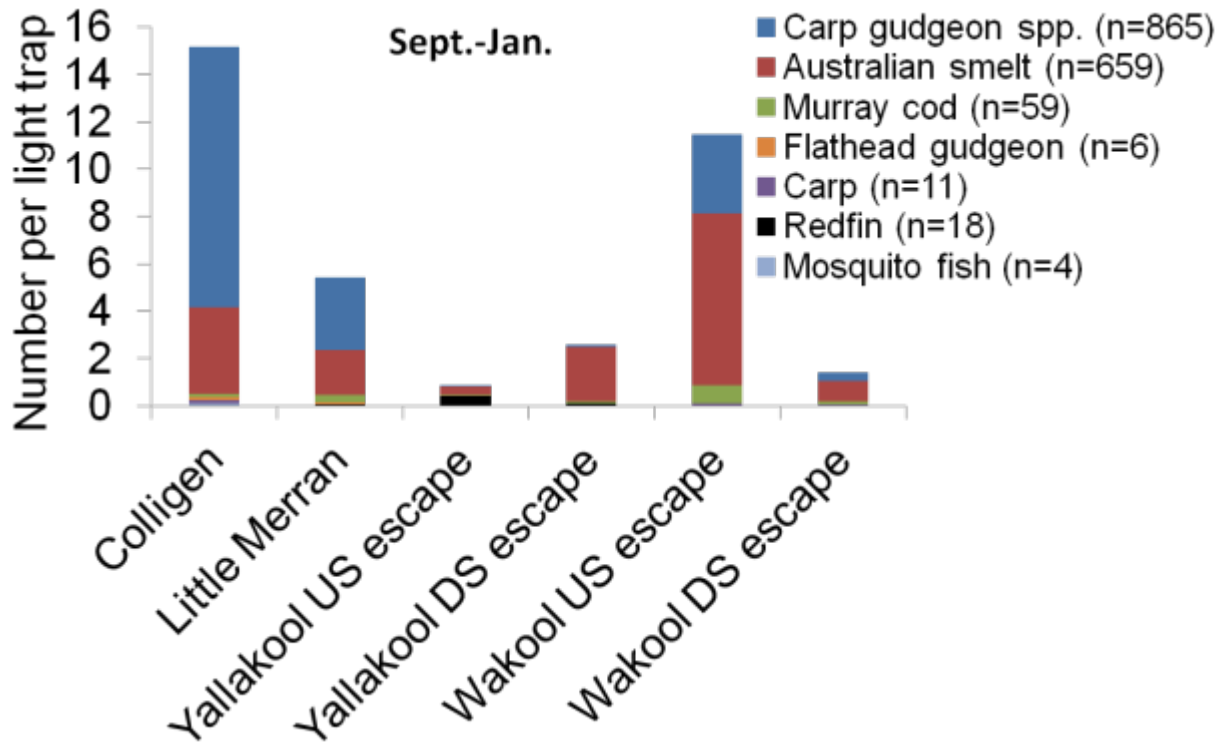 Sept.-Jan.
Number per light trap
16
14
12
10
8
6
4
2
0
Carp gudgeon spp. (n=865)
Australian smelt (n=659)
Murray cod (n=59)
Flathead gudgeon (n=6)
Carp (n=11)
Redfin (n=18)
Mosquito fish (n=4)
Colligen
Little Merran
Yallakool US escape
Yallakool DS escape
Wakool US escape
Wakool DS escape